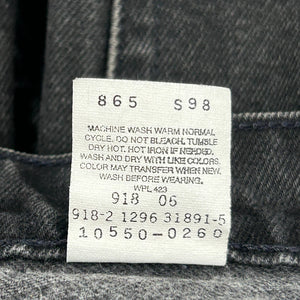 865 S98
MACHINE WASH WARM NORMAL
CYCLE. DO NOT BLEACH. TUMBLE
DRY HOT. HOT IRON IF NEEDED.
WASH AND DRY WITH LIKE COLORS.
COLOR MAY TRANSFER WHEN NEW.
WASH BEFORE WEARING.
WPL 423
918 06
918-2 1296 31891-5
10550-0260